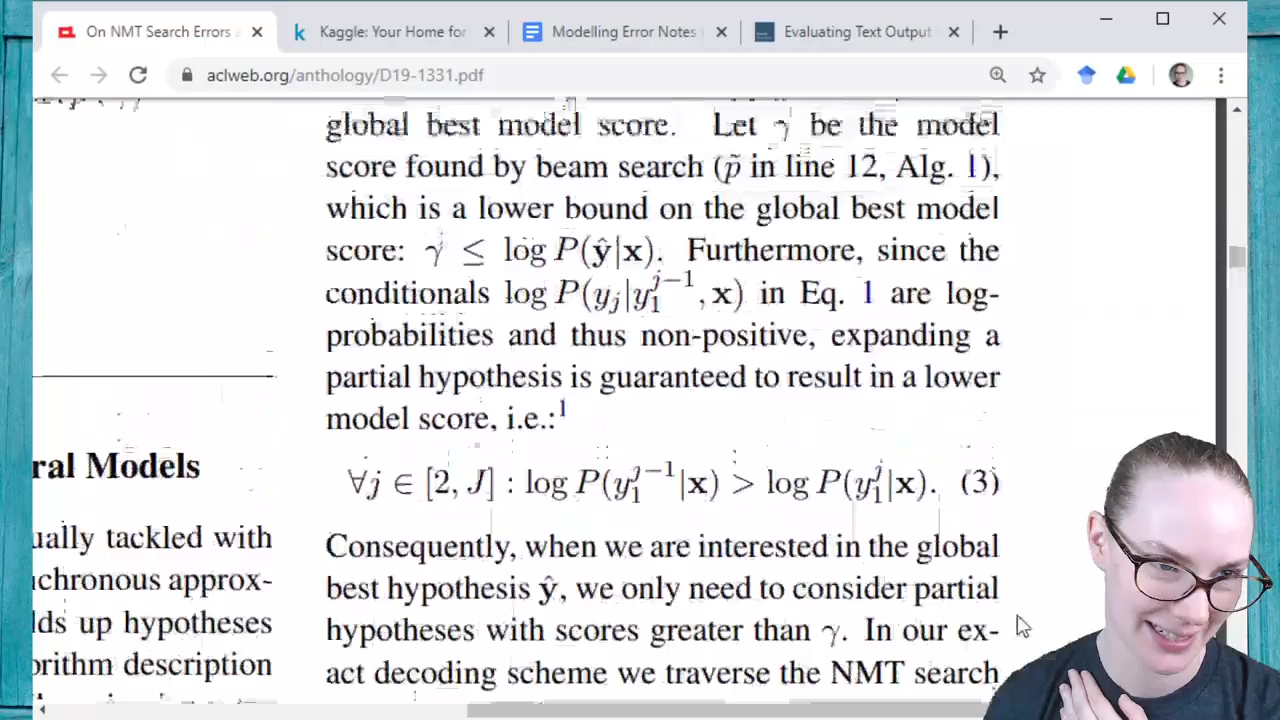 On NMT Search Errors a
Kaggle: Your Home for
Modelling Error Notes
Evaluating Text Output
aclweb.org/anthology/D19-1331.pdf
global best model score. Let γ be the model
score found by beam search (p̃ in line 12, Alg. 1),
which is a lower bound on the global best model
score: γ ≤ log P(ŷ|x). Furthermore, since the
conditionals log P(y_j|y_1^{j−1}, x) in Eq. 1 are log-
probabilities and thus non-positive, expanding a
partial hypothesis is guaranteed to result in a lower
model score, i.e.:1
∀j ∈ [2, J] : log P(y_1^{j−1}|x) > log P(y_1^j|x). (3)
Consequently, when we are interested in the global
best hypothesis ŷ, we only need to consider partial
hypotheses with scores greater than γ. In our ex-
act decoding scheme we traverse the NMT search
ral Models
ually tackled with
nchronous approx-
lds up hypotheses
orithm description